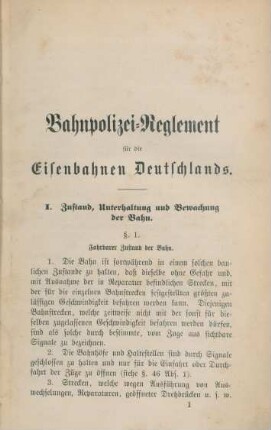 Bahnpolizei-Reglement
für die
Eisenbahnen Deutschlands.
I. Zustand, Unterhaltung und Bewachung
der Bahn.
§. 1.
Fahrbarer Zustand der Bahn.
1. Die Bahn ist fortwährend in einem solchen bau-
lichen Zustande zu halten, daß dieselbe ohne Gefahr und,
mit Ausnahme der in Reparatur befindlichen Strecken, mit
der für die einzelnen Bahnstrecken festgestellten größten zu-
lässigen Geschwindigkeit befahren werden kann. Diejenigen
Bahnstrecken, welche zeitweise nicht mit der sonst für die-
selben zugelassenen Geschwindigkeit befahren werden dürfen,
sind als solche durch bestimmte, vom Zuge aus sichtbare
Signale zu bezeichnen.
2. Die Bahnhöfe und Haltestellen sind durch Signale
geschlossen zu halten und nur für die Einfahrt oder Durch-
fahrt der Züge zu öffnen (siehe §. 46 Abs. 1).
3. Strecken, welche wegen Ausführung von Aus-
wechselungen, Reparaturen, geöffneter Drehbrücken u. s. w.
1